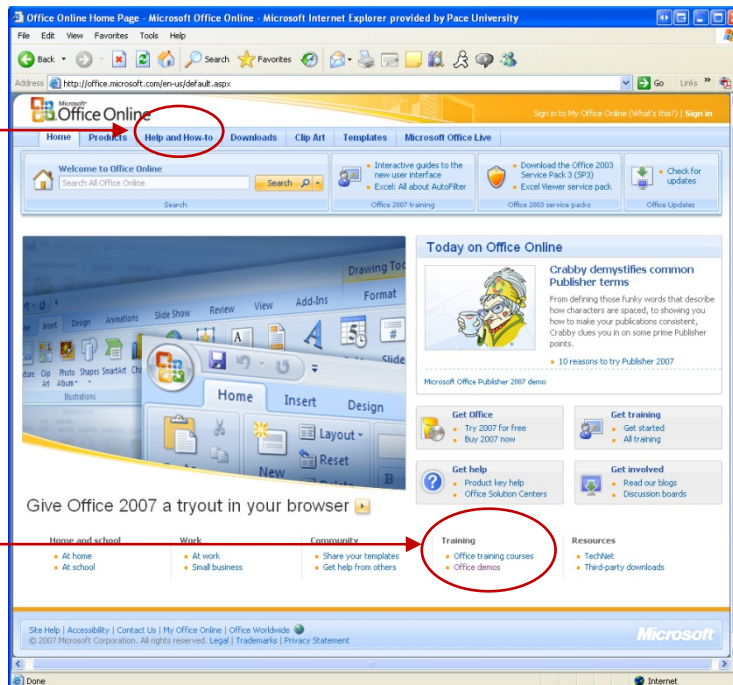 Office Online Home Page - Microsoft Office Online - Microsoft Internet Explorer provided by Pace University
File Edit View Favorites Tools Help
Back Search Favorites
Address http://office.microsoft.com/en-us/default.aspx Go Links »
Microsoft®
Office Online
Sign in to My Office Online (What's this?) | Sign in
Home Products Help and How-to Downloads Clip Art Templates Microsoft Office Live
Welcome to Office Online
Search All Office Online Search
Search
Interactive guides to the new user interface
Excel: All about AutoFilter
Office 2007 training
Download the Office 2003 Service Pack 3 (SP3)
Excel Viewer service pack
Office 2003 service packs
Check for updates
Office Updates
Drawing Too
Format
Slide Show Review View Add-Ins
Insert Design Animations
Clip Art Photo Album Shapes SmartArt
Illustrations
Slide
Home Insert Design
Layout
Reset
New
B
Give Office 2007 a tryout in your browser
Today on Office Online
Crabby demystifies common
Publisher terms
From defining those funky words that describe
how characters are spaced, to showing you
how to make your publications consistent,
Crabby clues you in on some prime Publisher
points.
10 reasons to try Publisher 2007
Microsoft Office Publisher 2007 demo
Get Office
Try 2007 for free
Buy 2007 now
Get training
Get started
All training
Get help
Product key help
Office Solution Centers
Get involved
Read our blogs
Discussion boards
Home and school
At home
At school
Work
At work
Small business
Community
Share your templates
Get help from others
Training
Office training courses
Office demos
Resources
TechNet
Third-party downloads
Site Help | Accessibility | Contact Us | My Office Online | Office Worldwide
© 2007 Microsoft Corporation. All rights reserved. Legal | Trademarks | Privacy Statement
Microsoft
Done Internet